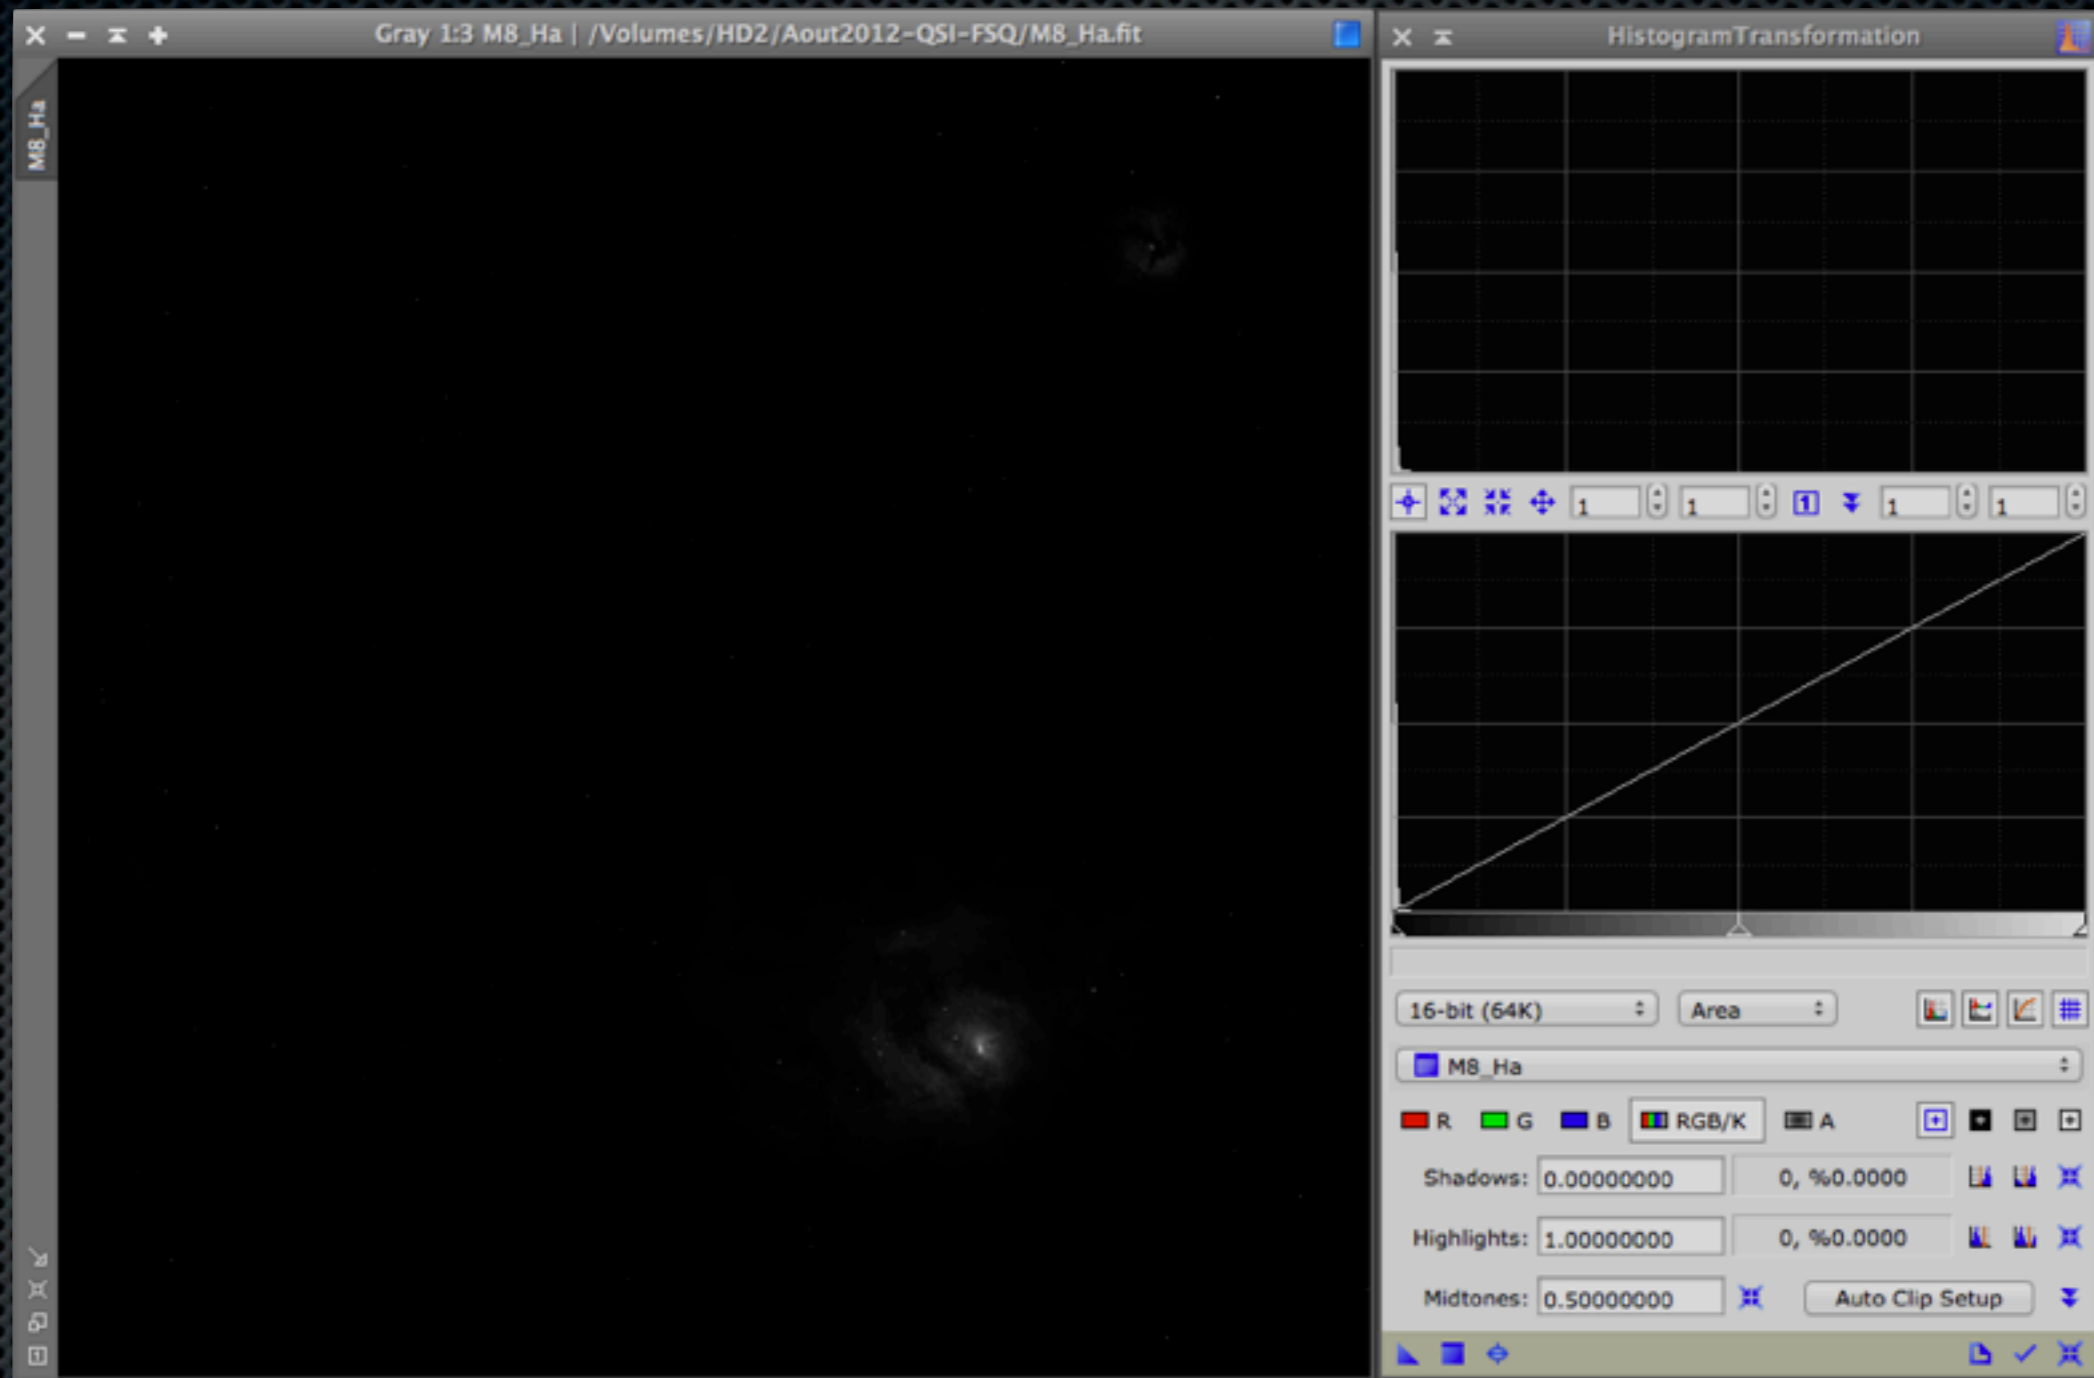 Gray 1:3 M8_Ha | /Volumes/HD2/Aout2012-QSI-FSQ/M8_Ha.fit
M8_Ha
1
HistogramTransformation
1 1 1 1 1
16-bit (64K) Area
M8_Ha
R G B RGB/K A
Shadows: 0.00000000 0, %0.0000
Highlights: 1.00000000 0, %0.0000
Midtones: 0.50000000 Auto Clip Setup